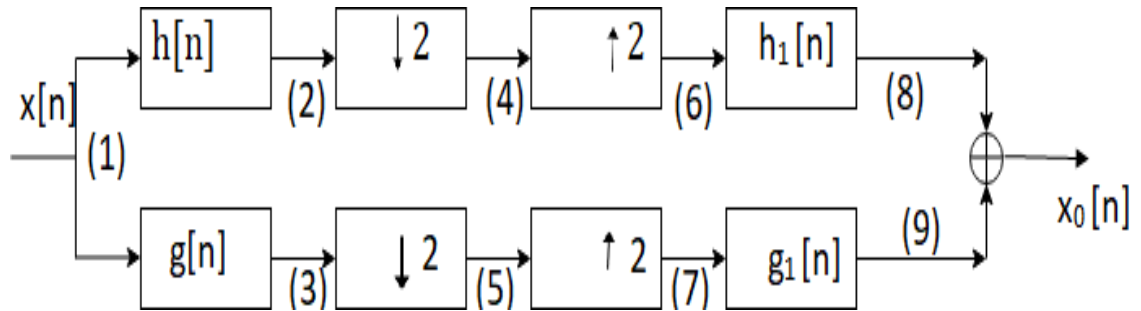 h[n] ↓ 2 ↑ 2 h₁[n]
x[n] (2) (4) (6) (8)
(1)
g[n] ↓ 2 ↑ 2 g₁[n] x₀[n]
(3) (5) (7) (9)